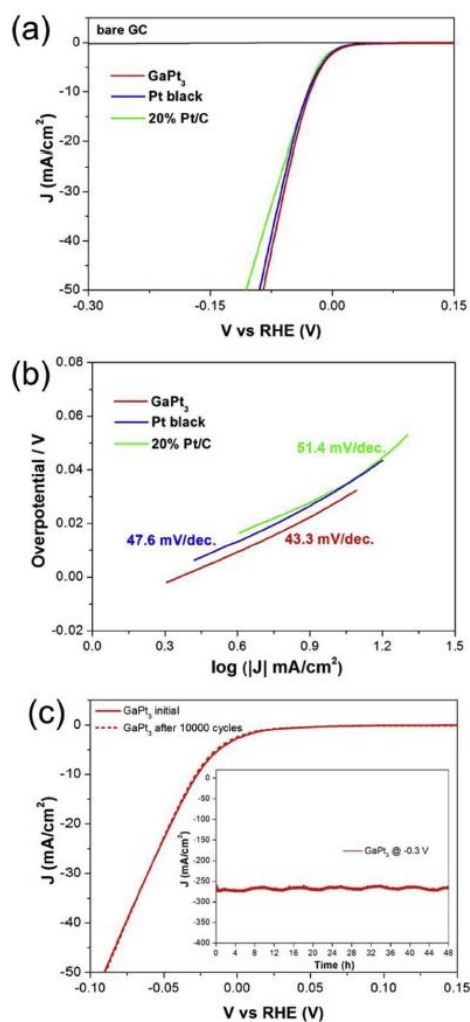 (a)
bare GC
GaPt₃
Pt black
20% Pt/C
J (mA/cm²)
0
-10
-20
-30
-40
-50
-0.30 -0.15 0.00 0.15
V vs RHE (V)
(b)
GaPt₃
Pt black
20% Pt/C
51.4 mV/dec.
47.6 mV/dec.
43.3 mV/dec.
Overpotential / V
0.08
0.06
0.04
0.02
0.00
-0.02
0.0 0.3 0.6 0.9 1.2 1.5
log (|J| mA/cm²)
(c)
GaPt₃ initial
GaPt₃ after 10000 cycles
J (mA/cm²)
0
-10
-20
-30
-40
-50
J (mA/cm²)
0
-50
-100
-150
-200
-250
-300
-350
-400
GaPt₃ @ -0.3 V
0 4 8 12 16 20 24 28 32 36 40 44 48
Time (h)
-0.10 -0.05 0.00 0.05 0.10 0.15
V vs RHE (V)